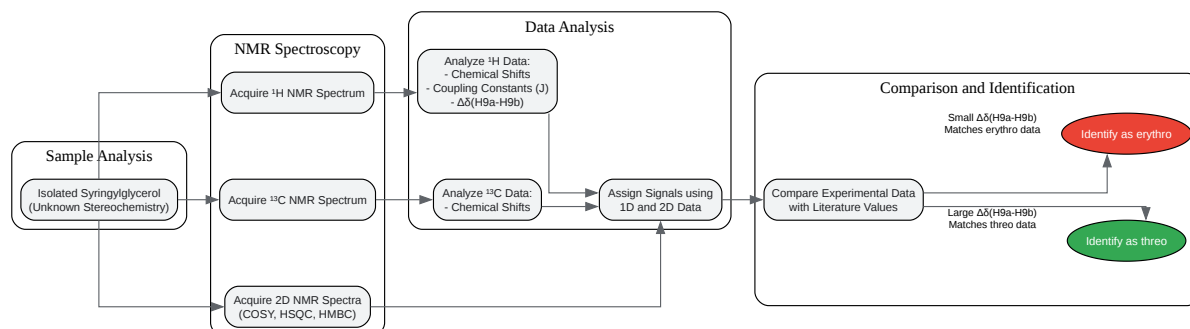 Sample Analysis
Isolated Syringylglycerol
(Unknown Stereochemistry)
NMR Spectroscopy
Acquire ¹H NMR Spectrum
Acquire ¹³C NMR Spectrum
Acquire 2D NMR Spectra
(COSY, HSQC, HMBC)
Data Analysis
Analyze ¹H Data:
- Chemical Shifts
- Coupling Constants (J)
- Δδ(H9a-H9b)
Analyze ¹³C Data:
- Chemical Shifts
Assign Signals using
1D and 2D Data
Comparison and Identification
Compare Experimental Data
with Literature Values
Small Δδ(H9a-H9b)
Matches erythro data
Identify as erythro
Large Δδ(H9a-H9b)
Matches threo data
Identify as threo